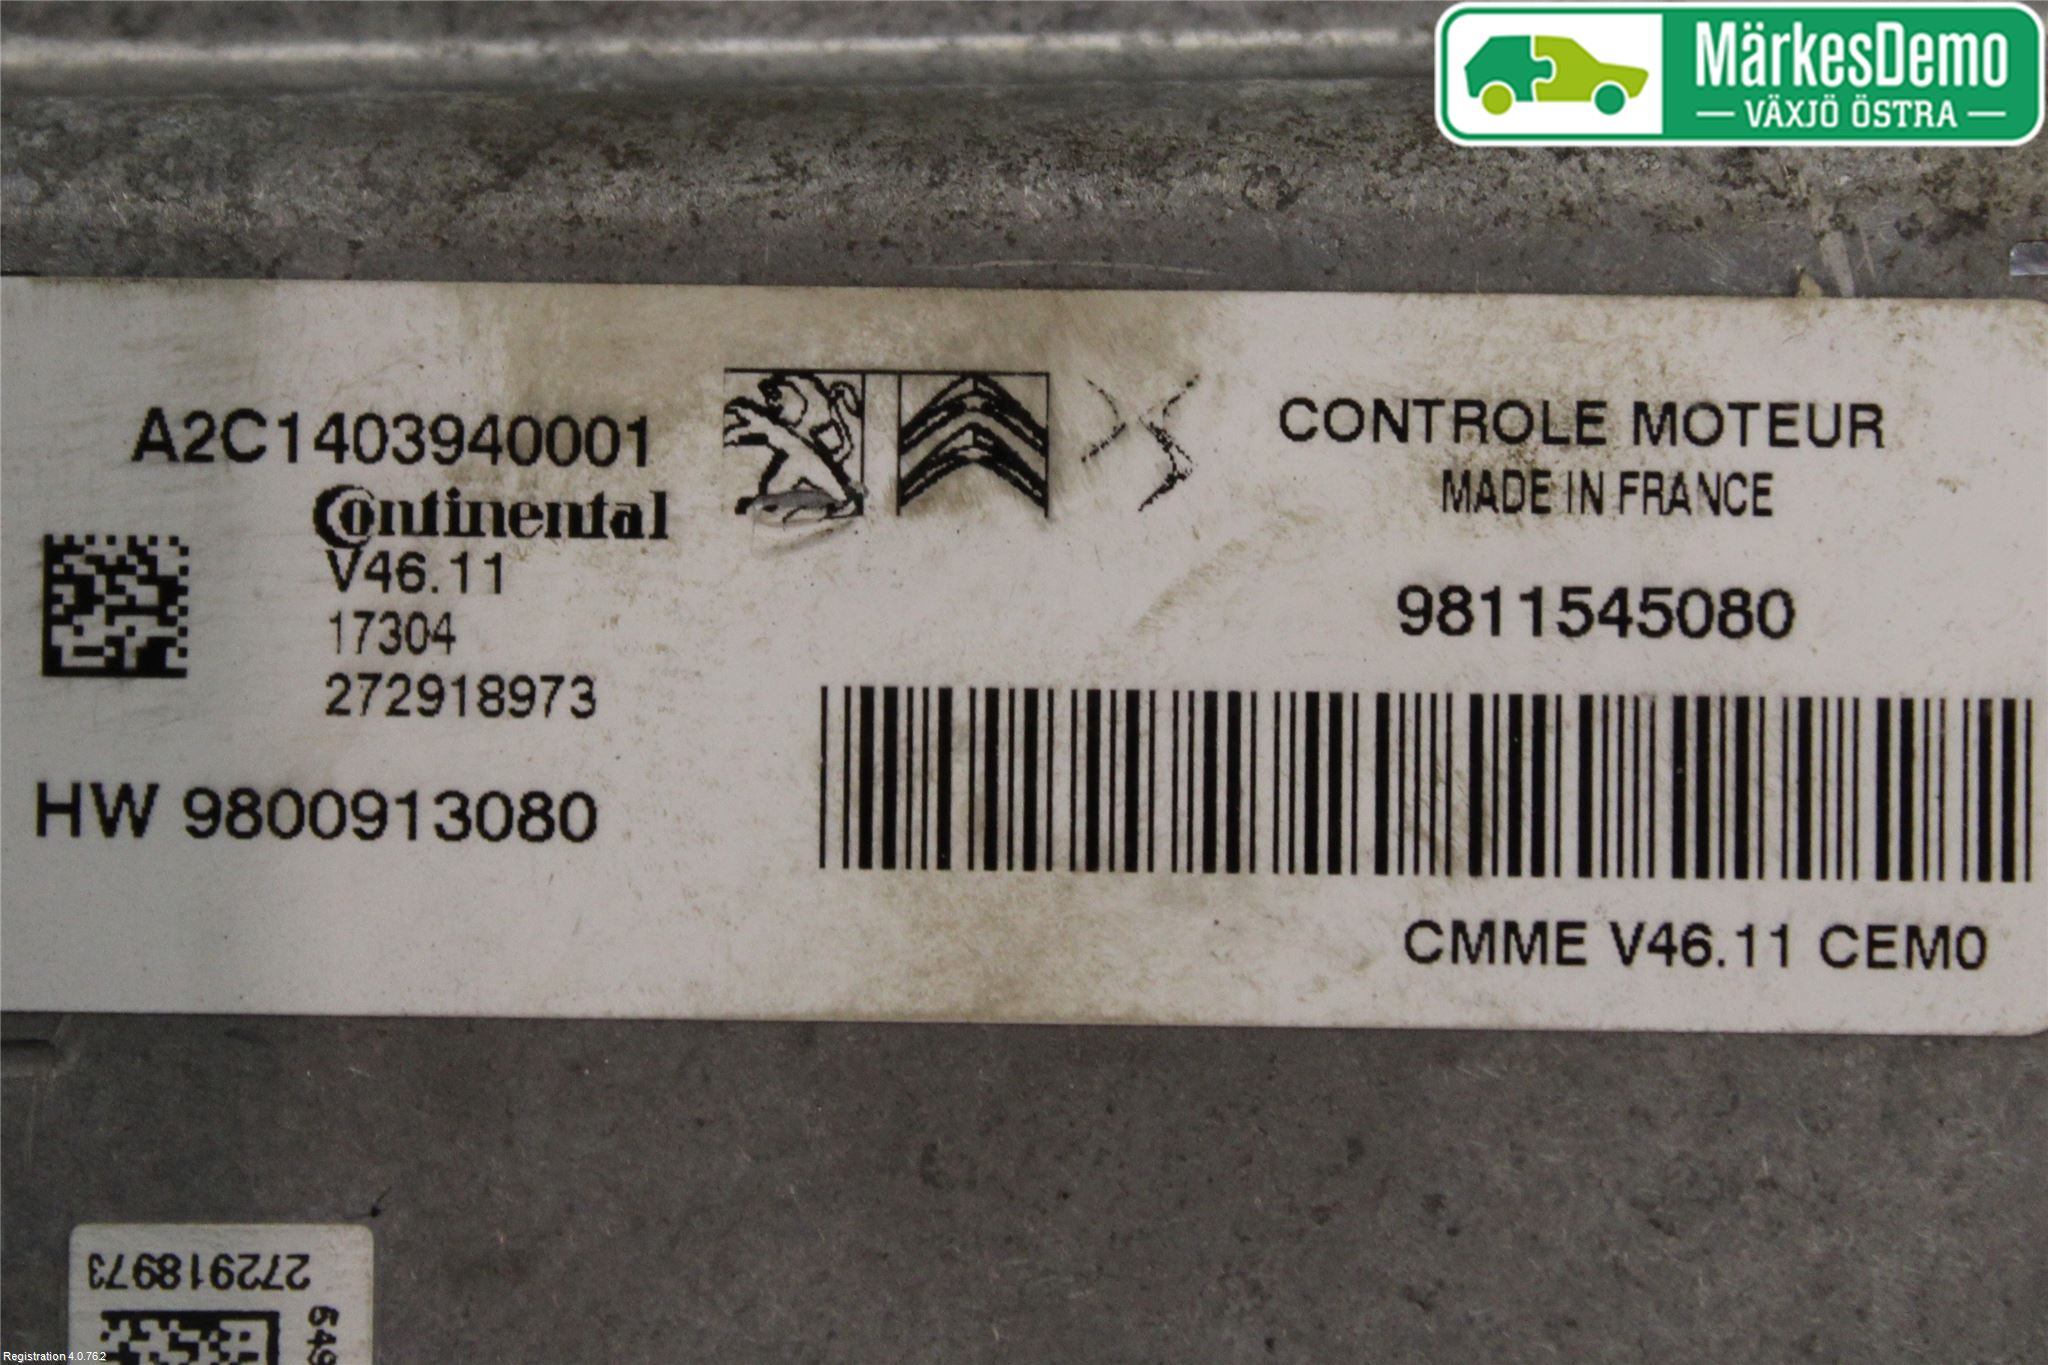 MärkesDemo
VÄXJÖ ÖSTRA
A2C1403940001
Continental
V46.11
17304
272918973
HW 9800913080
CONTROLE MOTEUR
MADE IN FRANCE
9811545080
CMME V46.11 CEM0
272918973
Registration 4.0.76.2